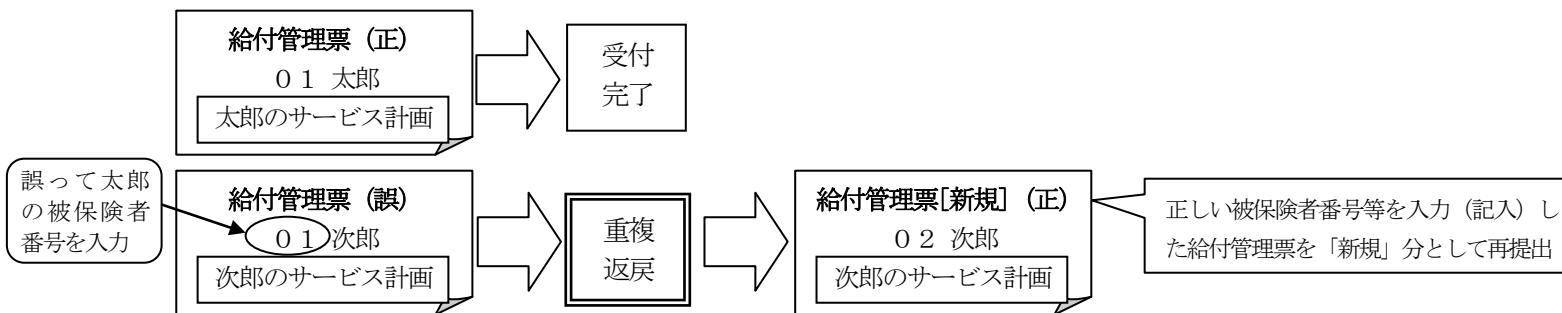 給付管理票（正）
０１ 太郎
太郎のサービス計画
受付
完了
誤って太郎
の被保険者
番号を入力
給付管理票（誤）
０１ 次郎
次郎のサービス計画
重複
返戻
給付管理票[新規]（正）
０２ 次郎
次郎のサービス計画
正しい被保険者番号等を入力（記入）し
た給付管理票を「新規」分として再提出